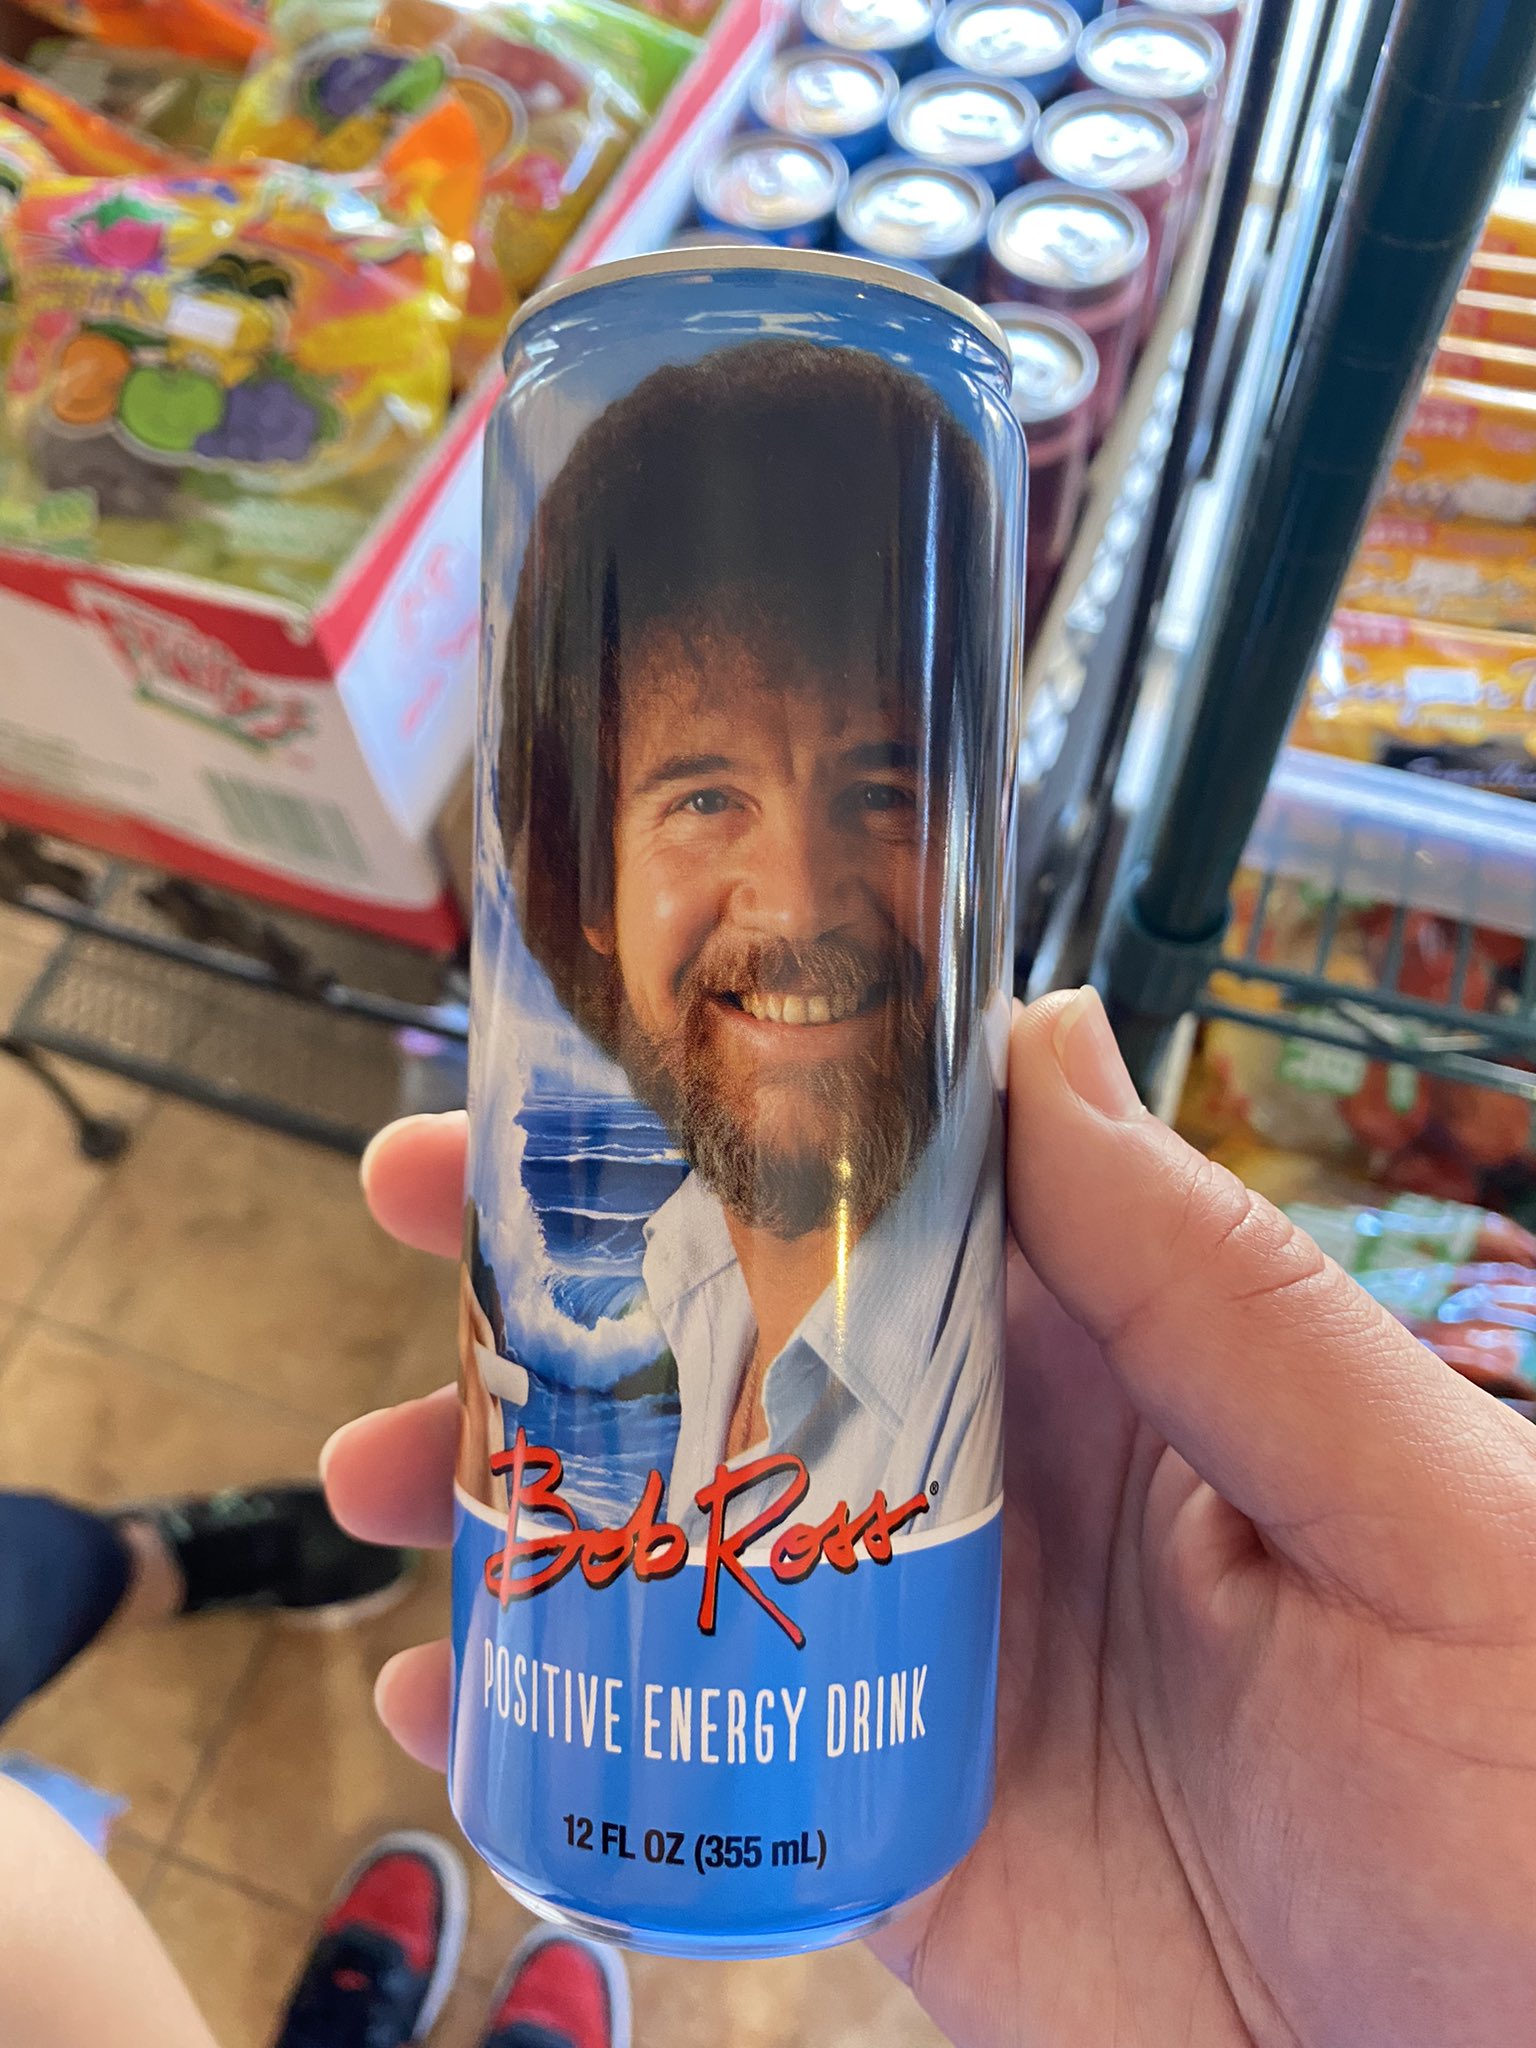 Bob Ross®
POSITIVE ENERGY DRINK
12 FL OZ (355 mL)